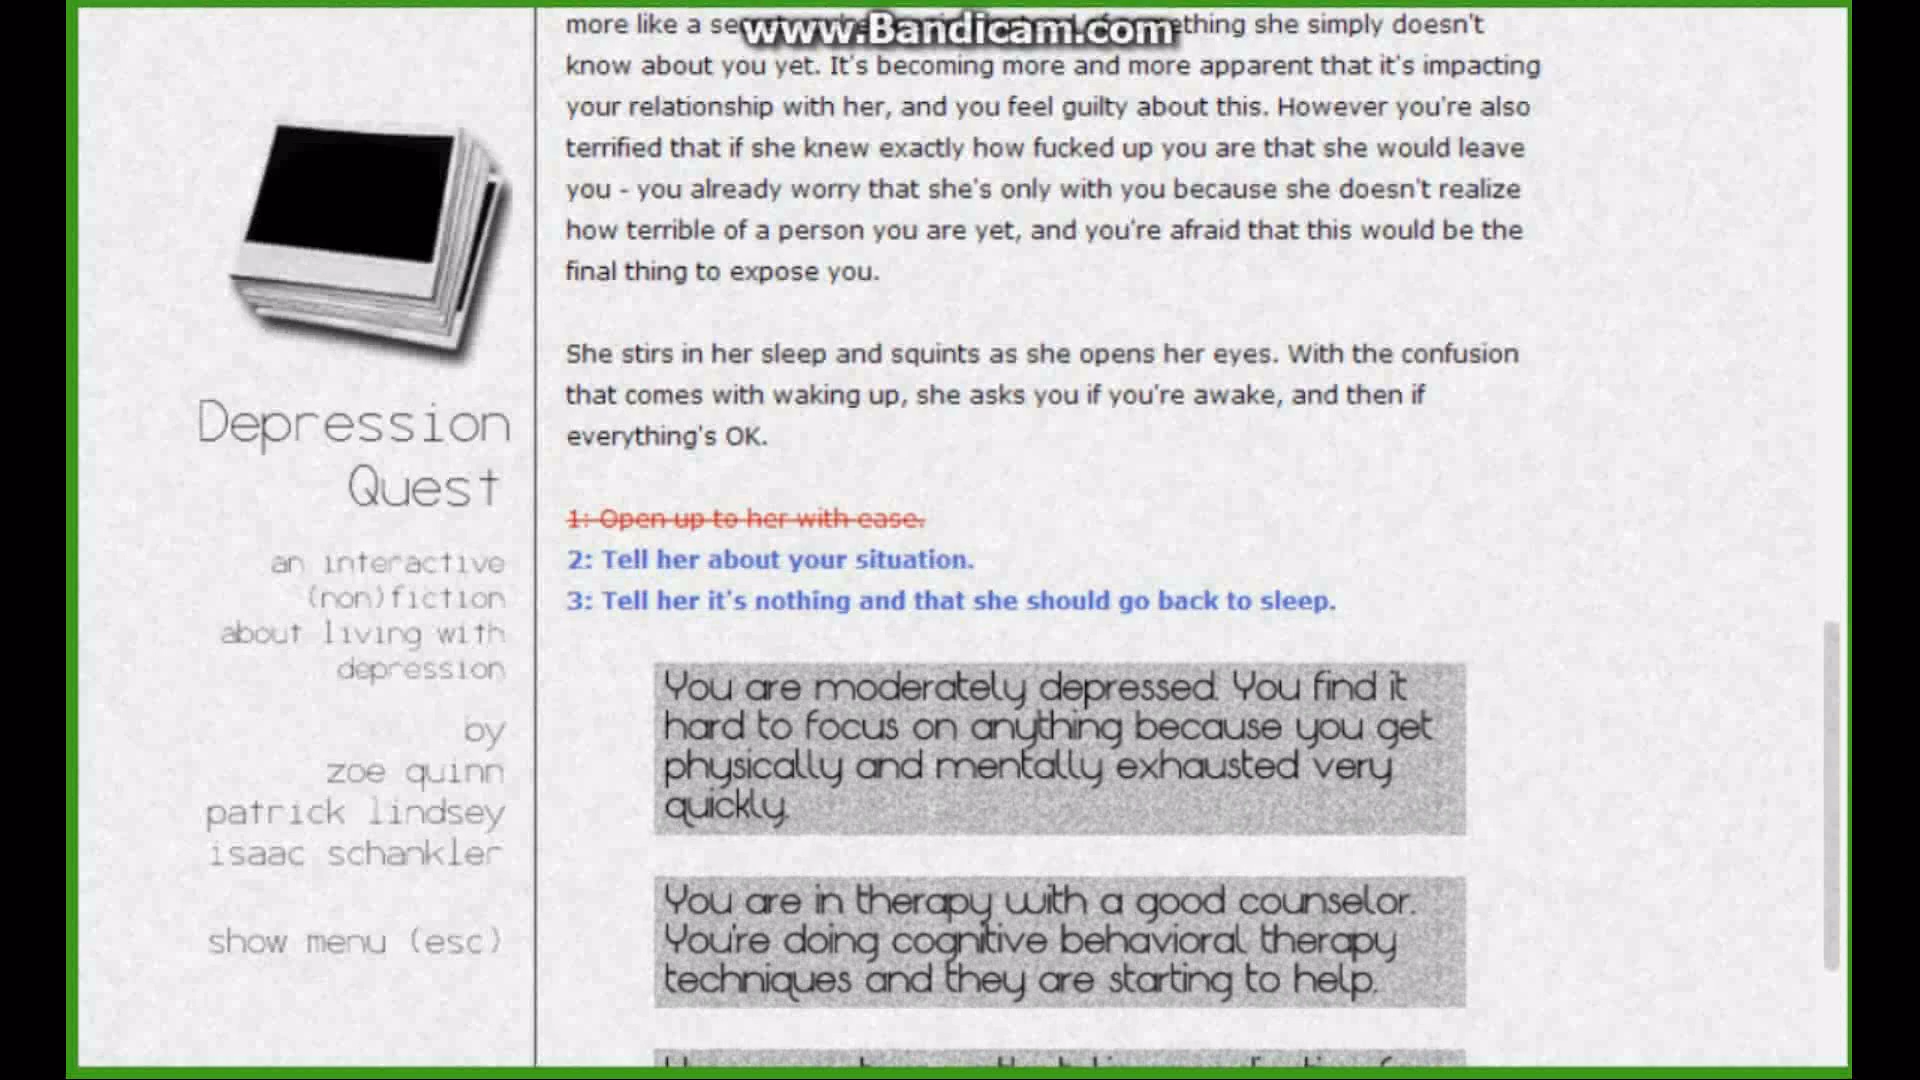 www.Bandicam.com
more like a se thing she simply doesn't
know about you yet. It's becoming more and more apparent that it's impacting
your relationship with her, and you feel guilty about this. However you're also
terrified that if she knew exactly how fucked up you are that she would leave
you - you already worry that she's only with you because she doesn't realize
how terrible of a person you are yet, and you're afraid that this would be the
final thing to expose you.
She stirs in her sleep and squints as she opens her eyes. With the confusion
that comes with waking up, she asks you if you're awake, and then if
everything's OK.
1: Open up to her with ease.
2: Tell her about your situation.
3: Tell her it's nothing and that she should go back to sleep.
You are moderately depressed. You find it
hard to focus on anything because you get
physically and mentally exhausted very
quickly.
You are in therapy with a good counselor.
You're doing cognitive behavioral therapy
techniques and they are starting to help.
Depression
Quest
an interactive
(non)fiction
about living with
depression
by
zoe quinn
patrick lindsey
isaac schankler
show menu (esc)